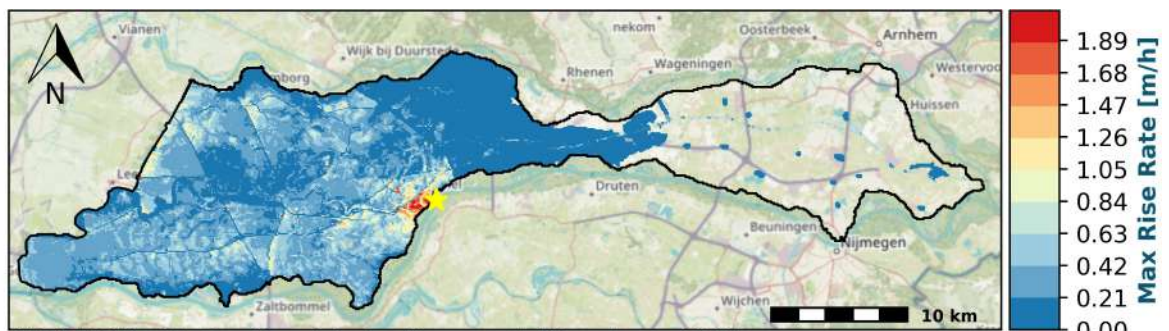 nekom
Vianen
Oosterbeek
Arnhem
Wijk bij Duurstede
Rhenen
Wageningen
Westervoo
N
Huissen
Lee
Druten
Beuningen
Nijmegen
Zaltbommel
Wijchen
10 km
1.89
1.68
1.47
1.26
1.05
0.84
0.63
0.42
0.21
0.00
Max Rise Rate [m/h]